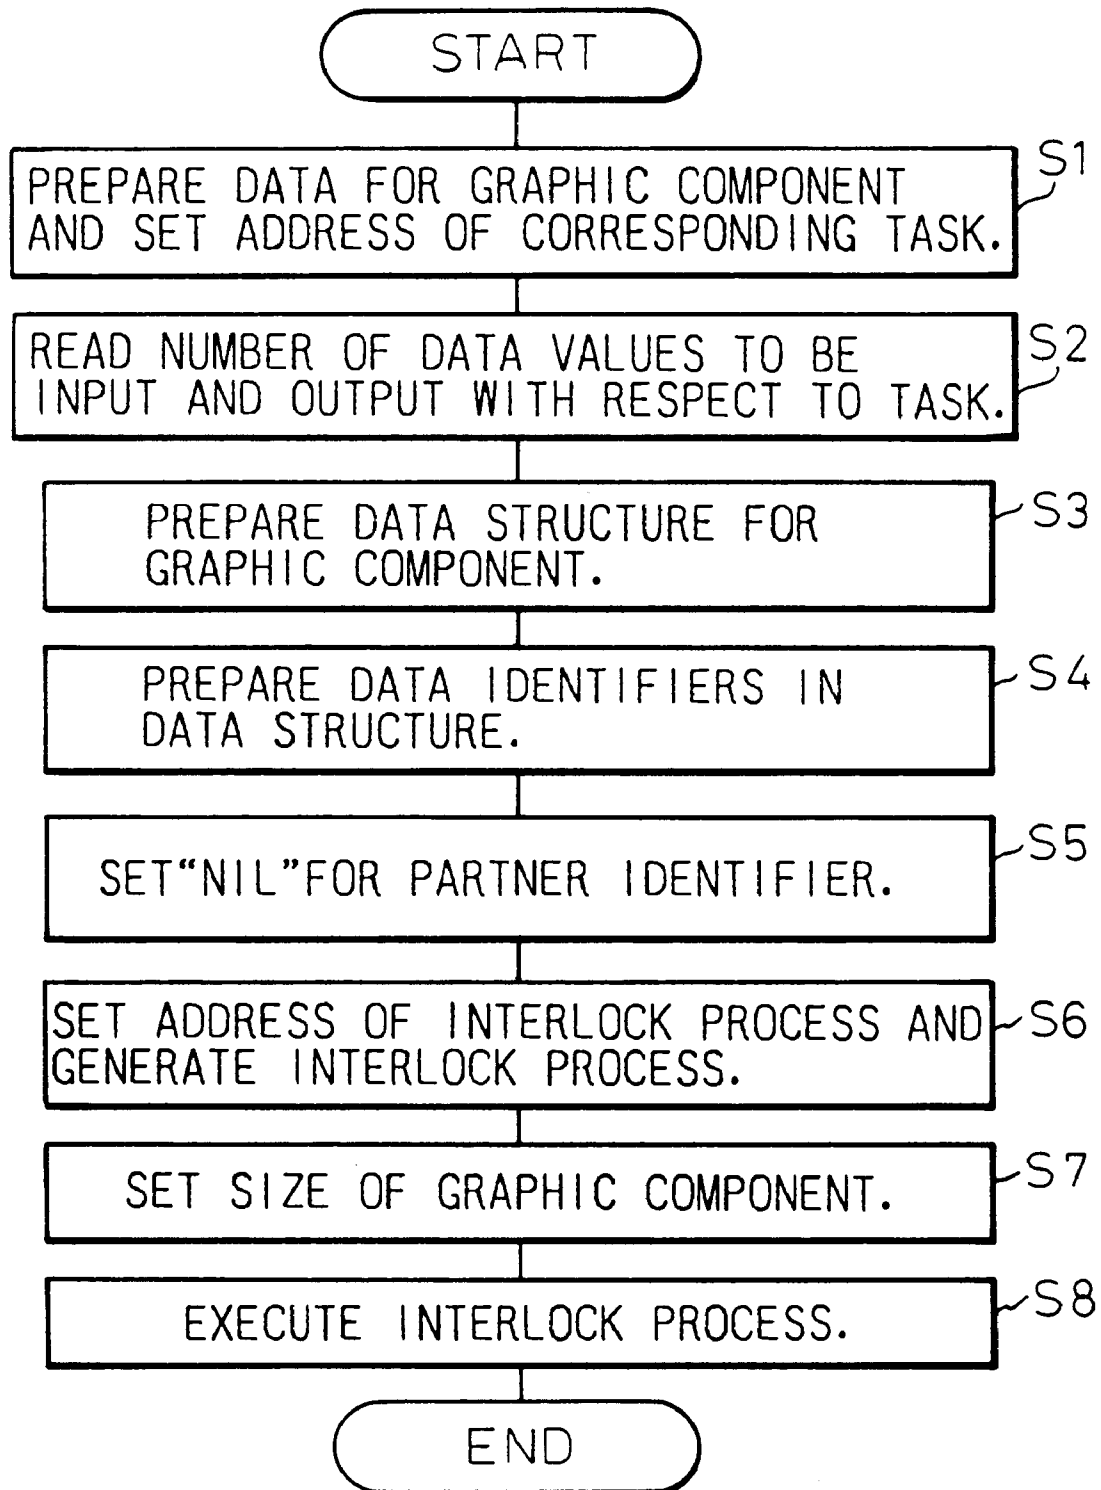 START
S1
PREPARE DATA FOR GRAPHIC COMPONENT
AND SET ADDRESS OF CORRESPONDING TASK.
S2
READ NUMBER OF DATA VALUES TO BE
INPUT AND OUTPUT WITH RESPECT TO TASK.
S3
PREPARE DATA STRUCTURE FOR
GRAPHIC COMPONENT.
S4
PREPARE DATA IDENTIFIERS IN
DATA STRUCTURE.
S5
SET “NIL” FOR PARTNER IDENTIFIER.
S6
SET ADDRESS OF INTERLOCK PROCESS AND
GENERATE INTERLOCK PROCESS.
S7
SET SIZE OF GRAPHIC COMPONENT.
S8
EXECUTE INTERLOCK PROCESS.
END